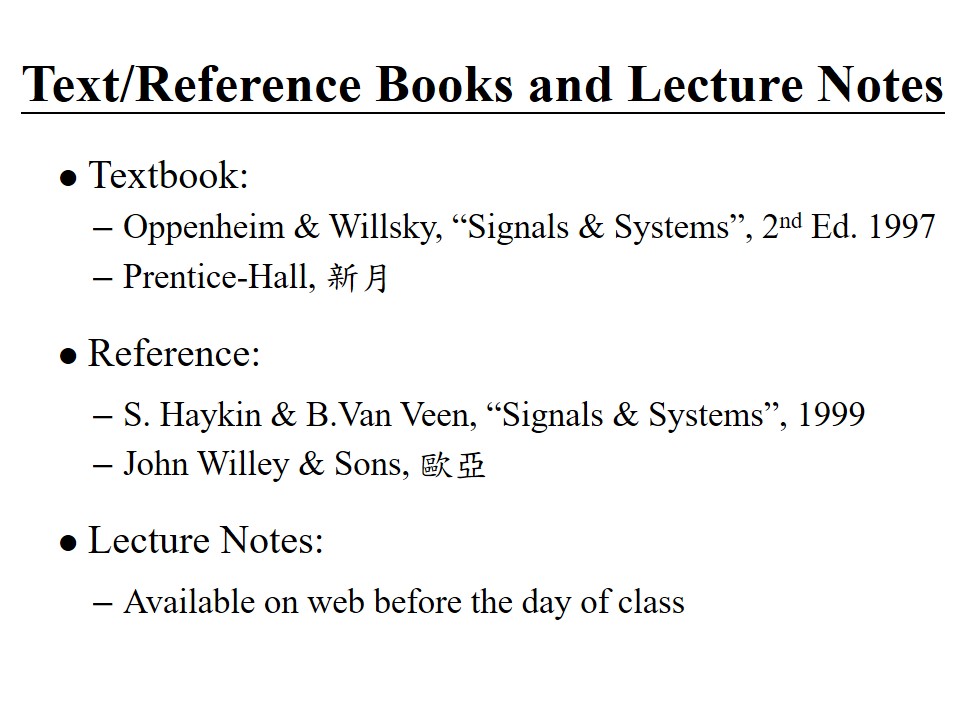 Text/Reference Books and Lecture Notes
● Textbook:
– Oppenheim & Willsky, “Signals & Systems”, 2nd Ed. 1997
– Prentice-Hall, 新月
● Reference:
– S. Haykin & B.Van Veen, “Signals & Systems”, 1999
– John Willey & Sons, 歐亞
● Lecture Notes:
– Available on web before the day of class